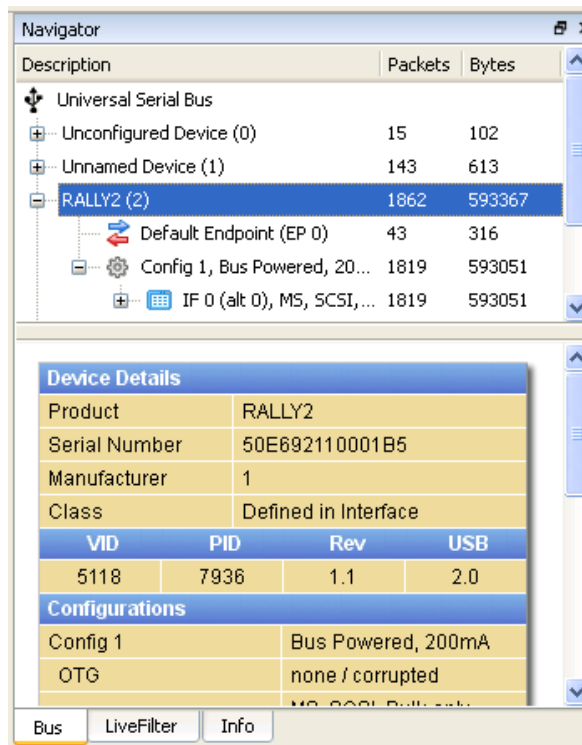 Navigator
Description Packets Bytes
Universal Serial Bus
Unconfigured Device (0) 15 102
Unnamed Device (1) 143 613
RALLY2 (2) 1862 593367
Default Endpoint (EP 0) 43 316
Config 1, Bus Powered, 20... 1819 593051
IF 0 (alt 0), MS, SCSI,... 1819 593051
Device Details
Product RALLY2
Serial Number 50E692110001B5
Manufacturer 1
Class Defined in Interface
VID PID Rev USB
5118 7936 1.1 2.0
Configurations
Config 1 Bus Powered, 200mA
OTG none / corrupted
Bus LiveFilter Info